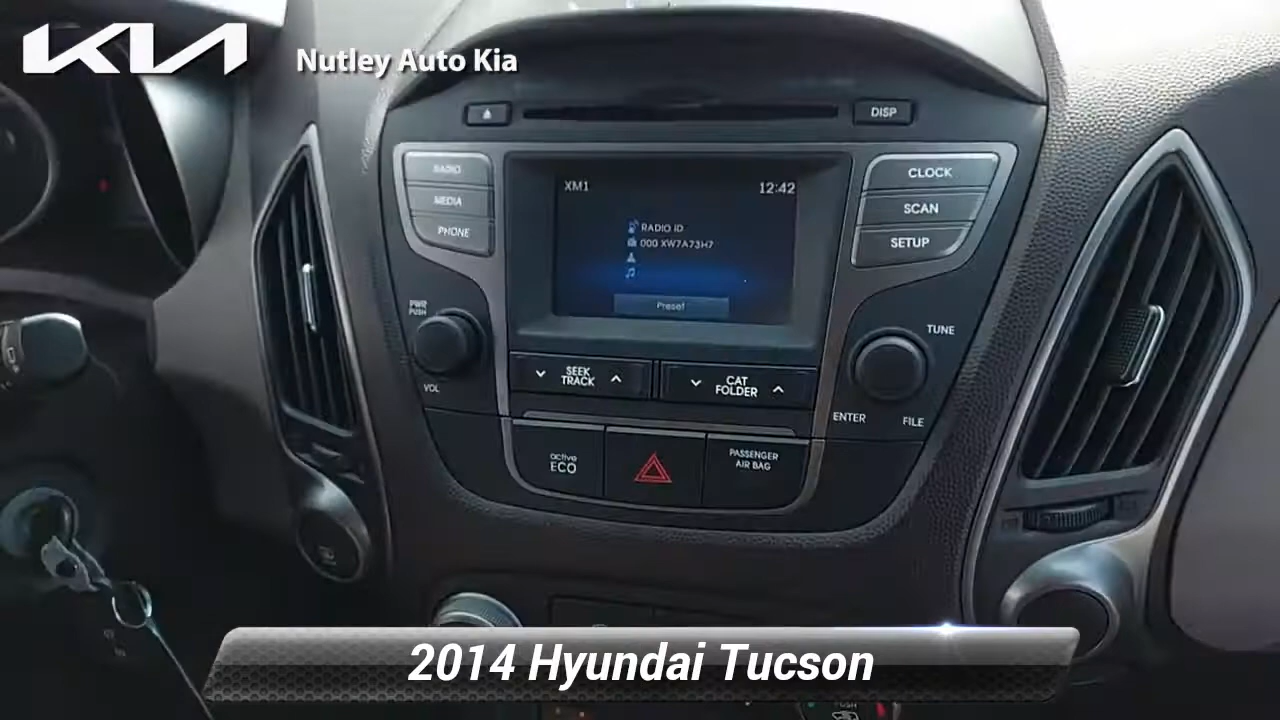 KIA
Nutley Auto Kia
DISP
RADIO
MEDIA
PHONE
CLOCK
SCAN
SETUP
XM1 12:42
RADIO ID
000 XW7A73H7
Preset
PWR
PUSH
VOL
TUNE
ENTER FILE
SEEK
TRACK
CAT
FOLDER
active
ECO
PASSENGER
AIR BAG
2014 Hyundai Tucson
PUSH